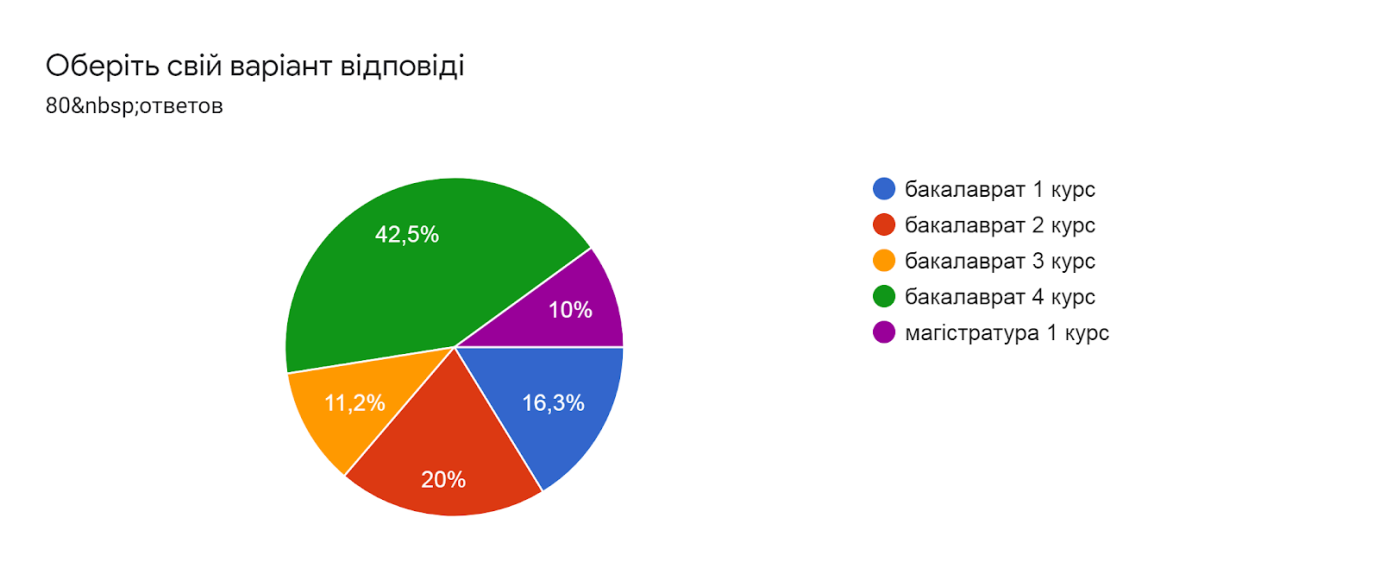 Оберіть свій варіант відповіді
80&nbsp;ответов
42,5%
10%
11,2%
16,3%
20%
бакалаврат 1 курс
бакалаврат 2 курс
бакалаврат 3 курс
бакалаврат 4 курс
магістратура 1 курс